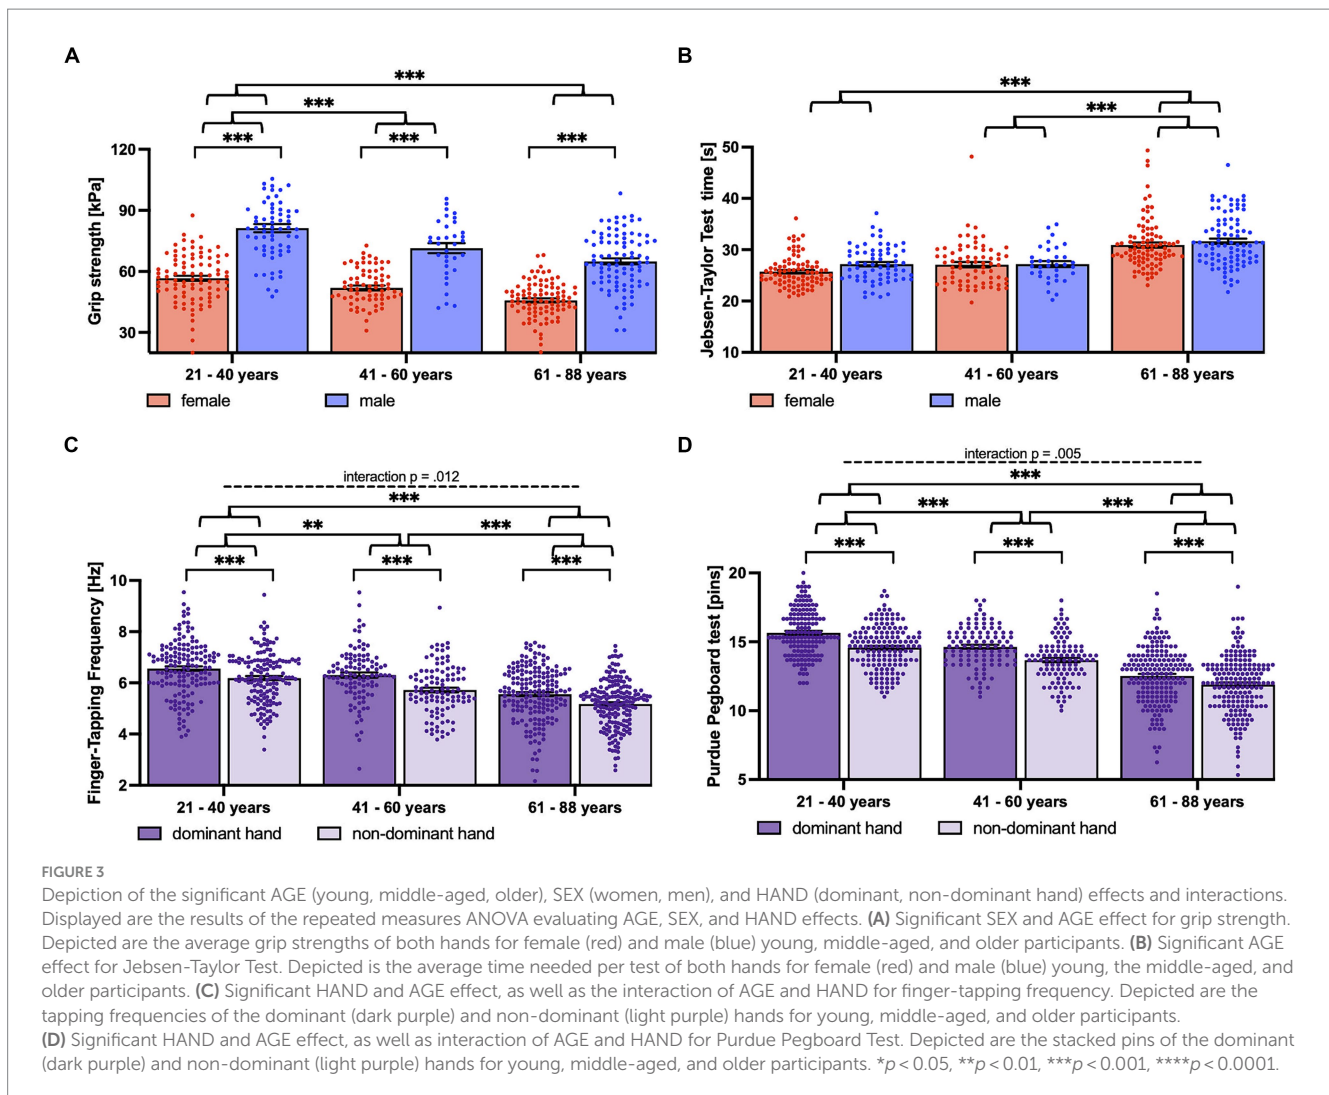 A
***
***
***
***
***
Grip strength [kPa]
120
90
60
30
21 - 40 years
41 - 60 years
61 - 88 years
female
male
B
***
***
Jebsen-Taylor Test time [s]
50
40
30
20
10
21 - 40 years
41 - 60 years
61 - 88 years
female
male
C
interaction p = .012
***
**
***
***
***
***
Finger-Tapping Frequency [Hz]
10
8
6
4
2
21 - 40 years
41 - 60 years
61 - 88 years
dominant hand
non-dominant hand
D
interaction p = .005
***
***
***
***
***
***
Purdue Pegboard test [pins]
20
15
10
5
21 - 40 years
41 - 60 years
61 - 88 years
dominant hand
non-dominant hand
FIGURE 3
Depiction of the significant AGE (young, middle-aged, older), SEX (women, men), and HAND (dominant, non-dominant hand) effects and interactions.
Displayed are the results of the repeated measures ANOVA evaluating AGE, SEX, and HAND effects. (A) Significant SEX and AGE effect for grip strength.
Depicted are the average grip strengths of both hands for female (red) and male (blue) young, middle-aged, and older participants. (B) Significant AGE
effect for Jebsen-Taylor Test. Depicted is the average time needed per test of both hands for female (red) and male (blue) young, the middle-aged, and
older participants. (C) Significant HAND and AGE effect, as well as the interaction of AGE and HAND for finger-tapping frequency. Depicted are the
tapping frequencies of the dominant (dark purple) and non-dominant (light purple) hands for young, middle-aged, and older participants.
(D) Significant HAND and AGE effect, as well as interaction of AGE and HAND for Purdue Pegboard Test. Depicted are the stacked pins of the dominant
(dark purple) and non-dominant (light purple) hands for young, middle-aged, and older participants. *p < 0.05, **p < 0.01, ***p < 0.001, ****p < 0.0001.